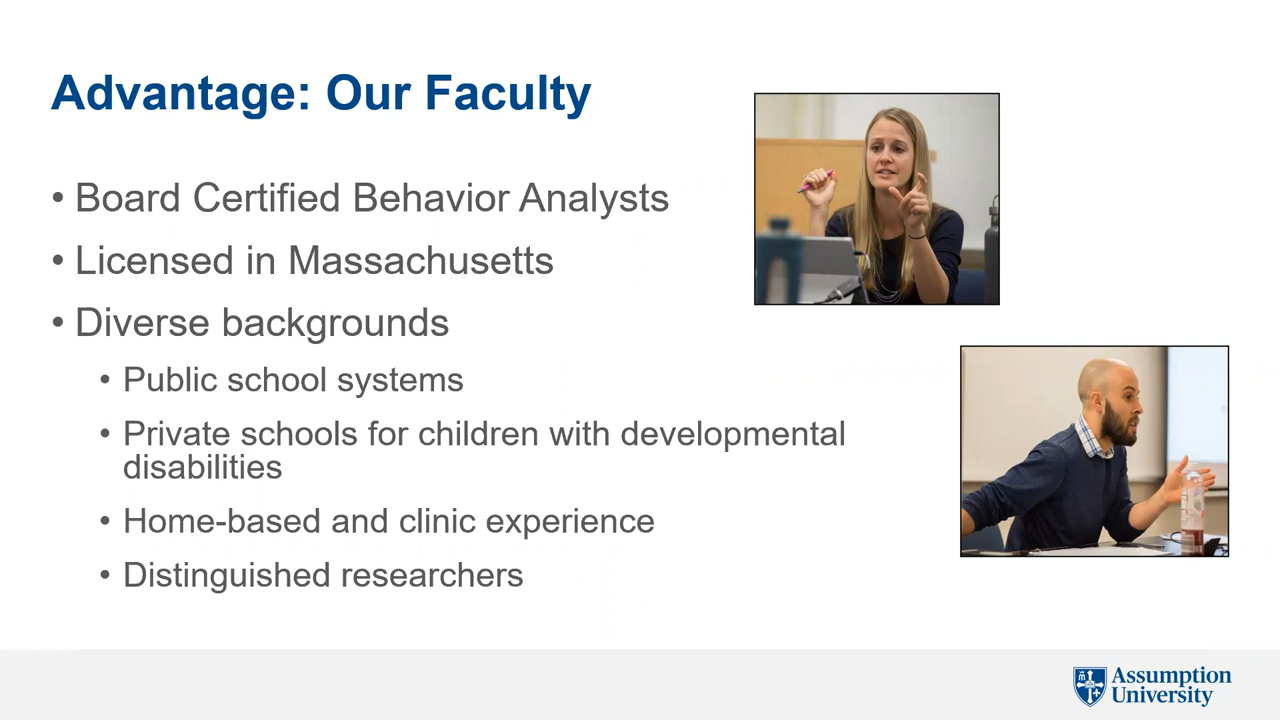 Advantage: Our Faculty
• Board Certified Behavior Analysts
• Licensed in Massachusetts
• Diverse backgrounds
• Public school systems
• Private schools for children with developmental
disabilities
• Home-based and clinic experience
• Distinguished researchers
Assumption
University